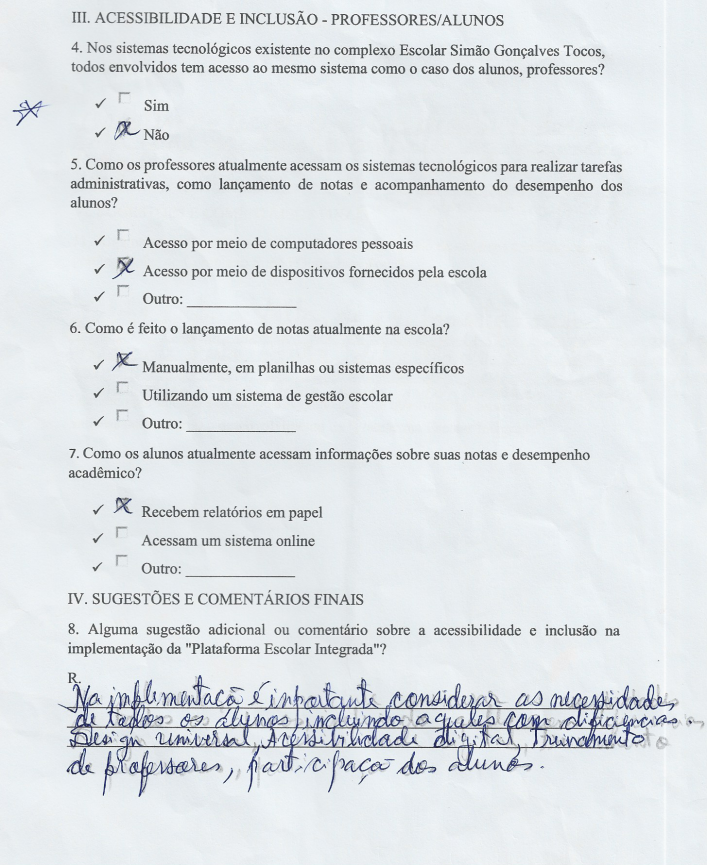 III. ACESSIBILIDADE E INCLUSÃO - PROFESSORES/ALUNOS
4. Nos sistemas tecnológicos existente no complexo Escolar Simão Gonçalves Tocos,
todos envolvidos tem acesso ao mesmo sistema como o caso dos alunos, professores?
✓ Sim
✓ x Não
5. Como os professores atualmente acessam os sistemas tecnológicos para realizar tarefas
administrativas, como lançamento de notas e acompanhamento do desempenho dos
alunos?
✓ Acesso por meio de computadores pessoais
✓ x Acesso por meio de dispositivos fornecidos pela escola
✓ Outro: ______________
6. Como é feito o lançamento de notas atualmente na escola?
✓ x Manualmente, em planilhas ou sistemas específicos
✓ Utilizando um sistema de gestão escolar
✓ Outro: ______________
7. Como os alunos atualmente acessam informações sobre suas notas e desempenho
acadêmico?
✓ x Recebem relatórios em papel
✓ Acessam um sistema online
✓ Outro: ______________
IV. SUGESTÕES E COMENTÁRIOS FINAIS
8. Alguma sugestão adicional ou comentário sobre a acessibilidade e inclusão na
implementação da "Plataforma Escolar Integrada"?
R.
Na implementacã é inportante considerar as necessidades
de todos os alunos incluindo aqueles com dificiencias.
Design universal, Acessibilidade digital, Treinamento
de professores, participaçã dos alunos.